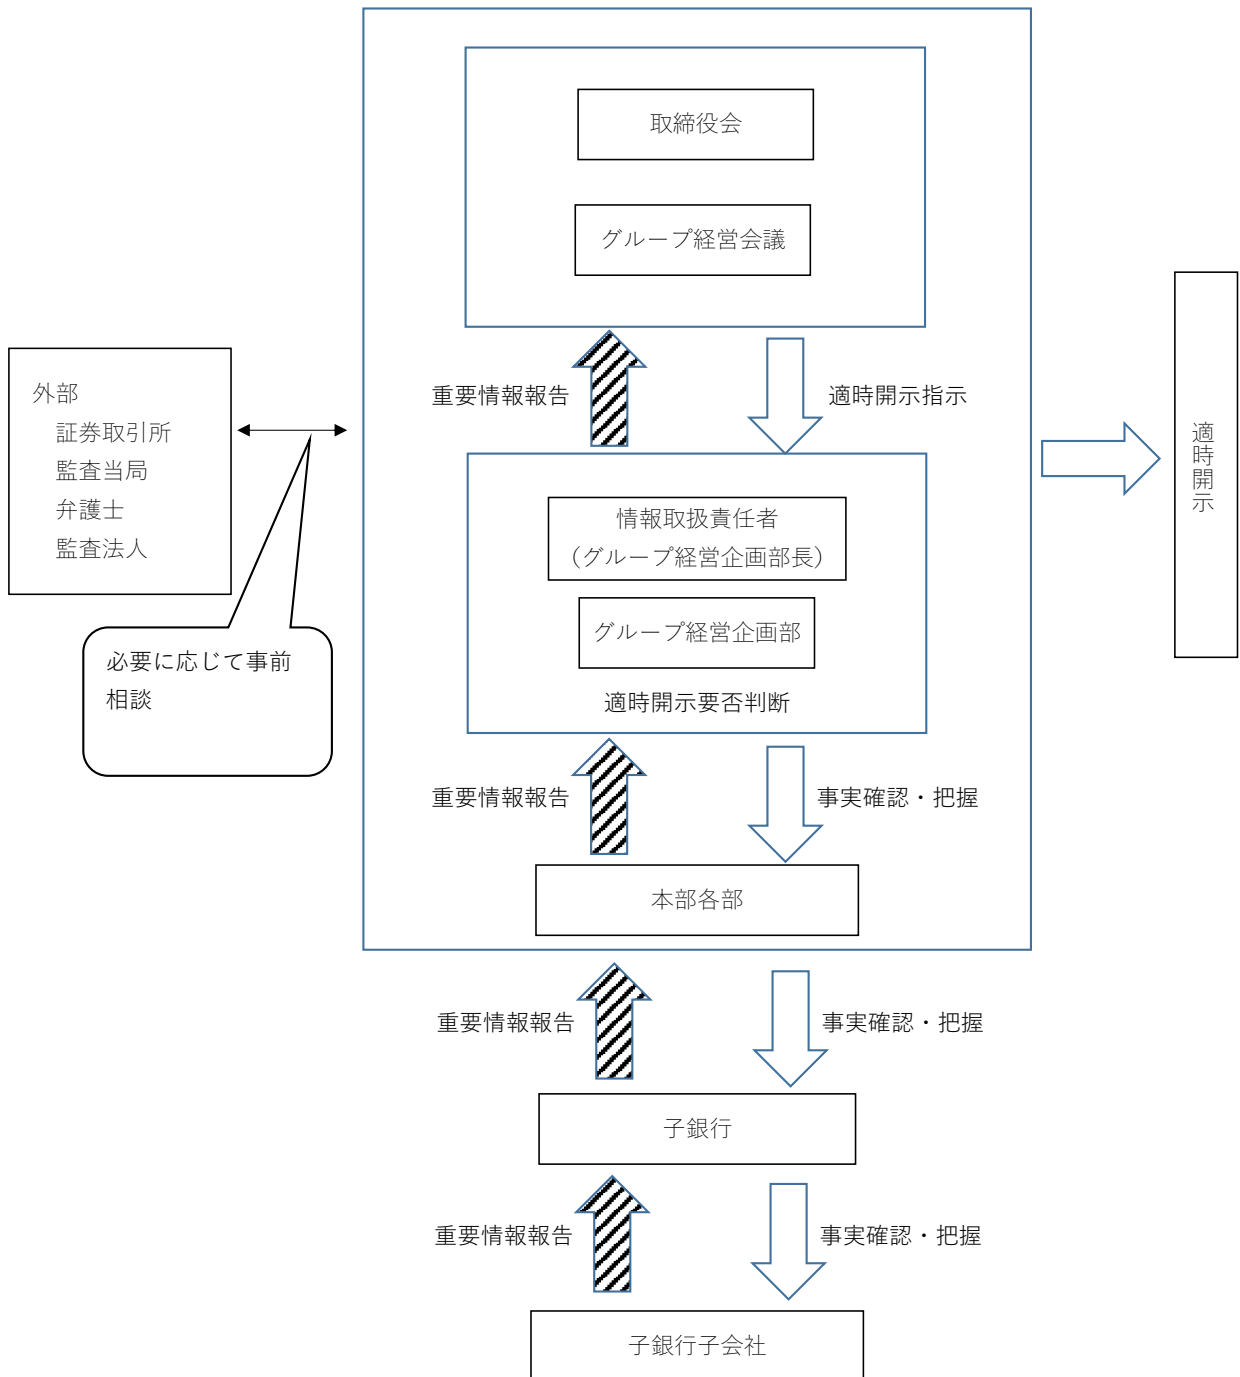 取締役会
グループ経営会議
重要情報報告
適時開示指示
外部
証券取引所
監査当局
弁護士
監査法人
必要に応じて事前
相談
情報取扱責任者
（グループ経営企画部長）
グループ経営企画部
適時開示要否判断
適時開示
重要情報報告
事実確認・把握
本部各部
重要情報報告
事実確認・把握
子銀行
重要情報報告
事実確認・把握
子銀行子会社